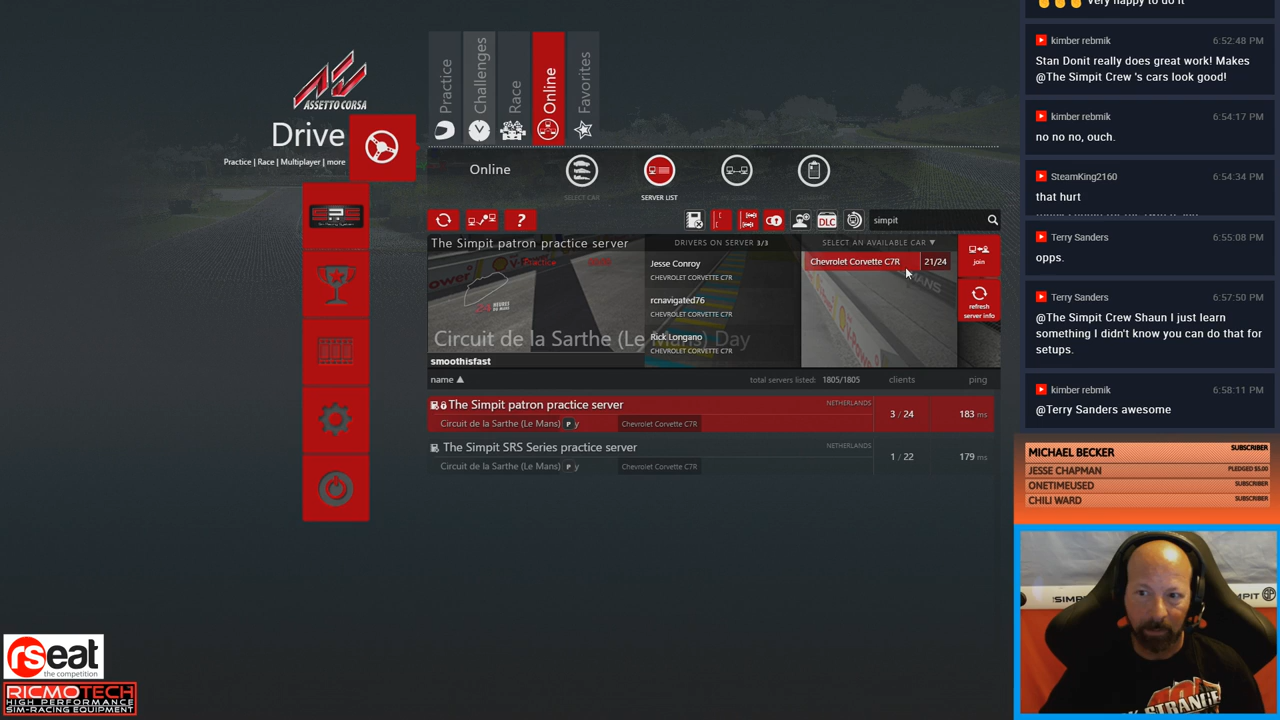 Very happy to do it
kimber rebmik 6:52:48 PM
Stan Donit really does great work! Makes
@The Simpit Crew 's cars look good!
kimber rebmik 6:54:17 PM
no no no, ouch.
SteamKing2160 6:54:34 PM
that hurt
Terry Sanders 6:55:08 PM
opps.
Terry Sanders 6:57:50 PM
@The Simpit Crew Shaun I just learn
something I didn't know you can do that for
setups.
kimber rebmik 6:58:11 PM
@Terry Sanders awesome
MICHAEL BECKER SUBSCRIBER
JESSE CHAPMAN PLEDGED $5.00
ONETIMEUSED SUBSCRIBER
CHILI WARD SUBSCRIBER
ASSETTO CORSA
Drive
Practice | Race | Multiplayer | more
Practice
Challenges
Race
Online
Favorites
Online
SELECT CAR
SERVER LIST
?
DLC
simpit
The Simpit patron practice server
Practice
Circuit de la Sarthe (Le Mans) Day
smoothisfast
DRIVERS ON SERVER 3/3
Jesse Conroy
CHEVROLET CORVETTE C7R
rcnavigated76
CHEVROLET CORVETTE C7R
Rick Longano
CHEVROLET CORVETTE C7R
SELECT AN AVAILABLE CAR ▼
Chevrolet Corvette C7R 21/24
join
refresh
server info
name ▲ total servers listed: 1805/1805 clients ping
The Simpit patron practice server NETHERLANDS
Circuit de la Sarthe (Le Mans) P y Chevrolet Corvette C7R 3 / 24 183 ms
The Simpit SRS Series practice server NETHERLANDS
Circuit de la Sarthe (Le Mans) P y Chevrolet Corvette C7R 1 / 22 179 ms
rseat
the competition
RICMOTECH
HIGH PERFORMANCE
SIM-RACING EQUIPMENT
STRANGE